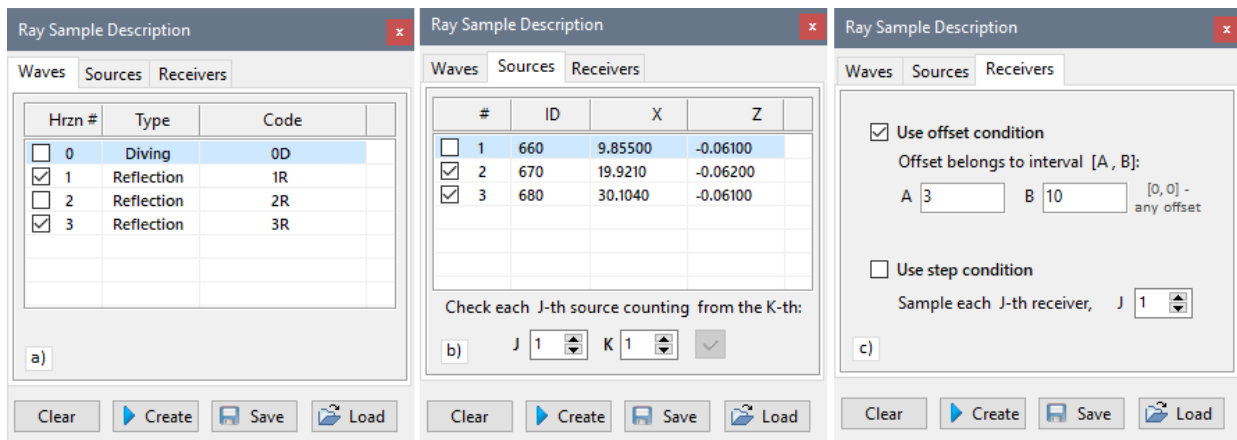 Ray Sample Description
x
Waves Sources Receivers
Hrzn # Type Code
0 Diving 0D
1 Reflection 1R
2 Reflection 2R
3 Reflection 3R
a)
Clear Create Save Load
Ray Sample Description
x
Waves Sources Receivers
# ID X Z
1 660 9.85500 -0.06100
2 670 19.9210 -0.06200
3 680 30.1040 -0.06100
Check each J-th source counting from the K-th:
b) J 1 K 1
Clear Create Save Load
Ray Sample Description
x
Waves Sources Receivers
Use offset condition
Offset belongs to interval [A , B]:
A 3 B 10 [0, 0] -
any offset
Use step condition
Sample each J-th receiver, J 1
c)
Clear Create Save Load